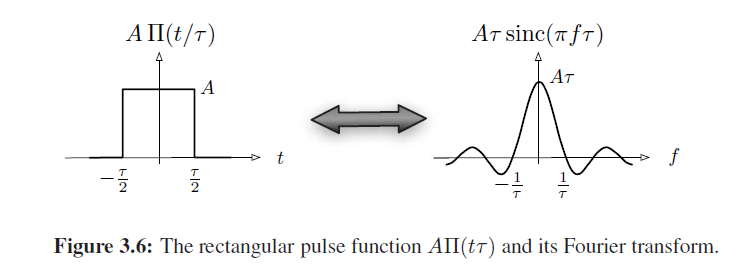 A Π(t/τ)
Aτ sinc(πfτ)
A
Aτ
t
f
-τ/2
τ/2
-1/τ
1/τ
Figure 3.6: The rectangular pulse function AΠ(tτ) and its Fourier transform.